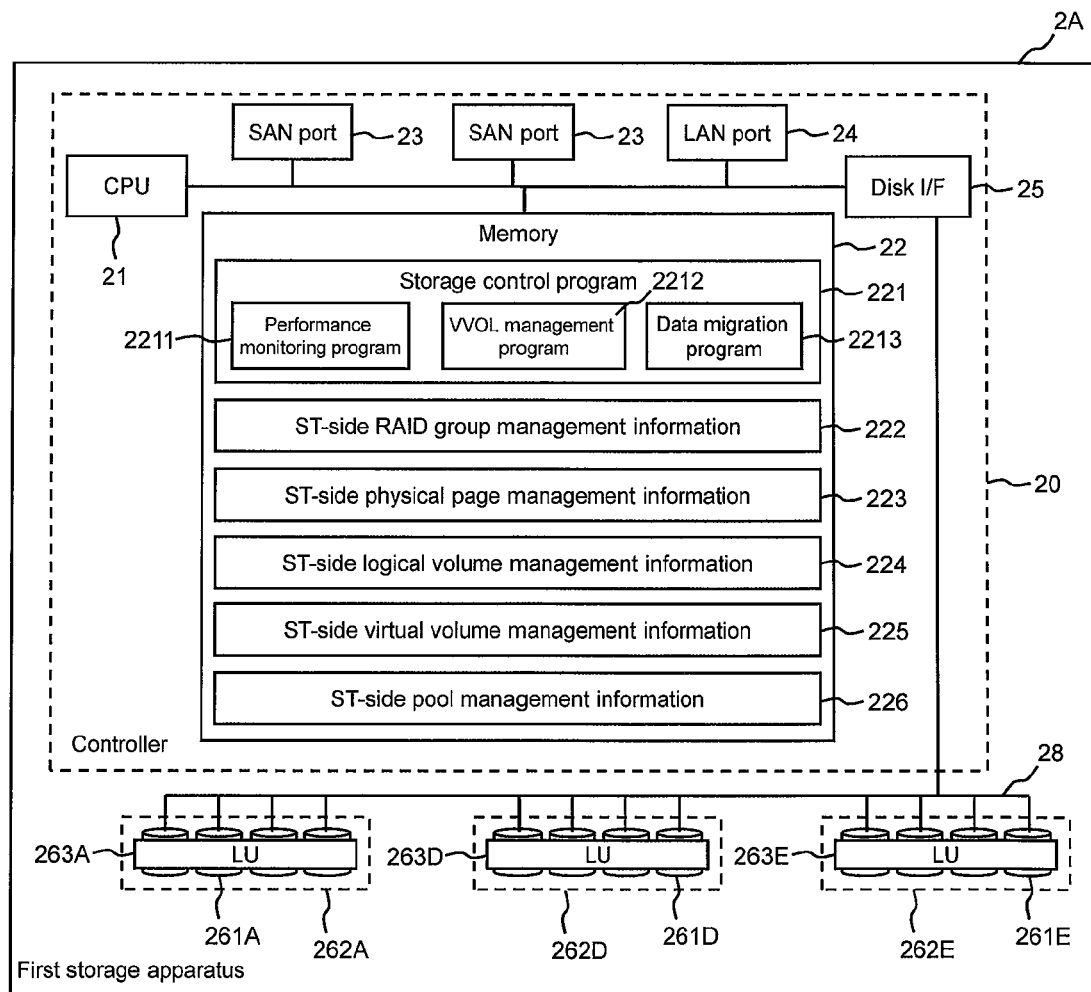 2A
SAN port
23
SAN port
23
LAN port
24
CPU
21
Disk I/F
25
Memory
22
Storage control program
2212
221
2211
Performance
monitoring program
VVOL management
program
Data migration
program
2213
ST-side RAID group management information
222
ST-side physical page management information
223
20
ST-side logical volume management information
224
ST-side virtual volume management information
225
ST-side pool management information
226
Controller
28
263A
LU
263D
LU
263E
LU
261A
262A
262D
261D
262E
261E
First storage apparatus